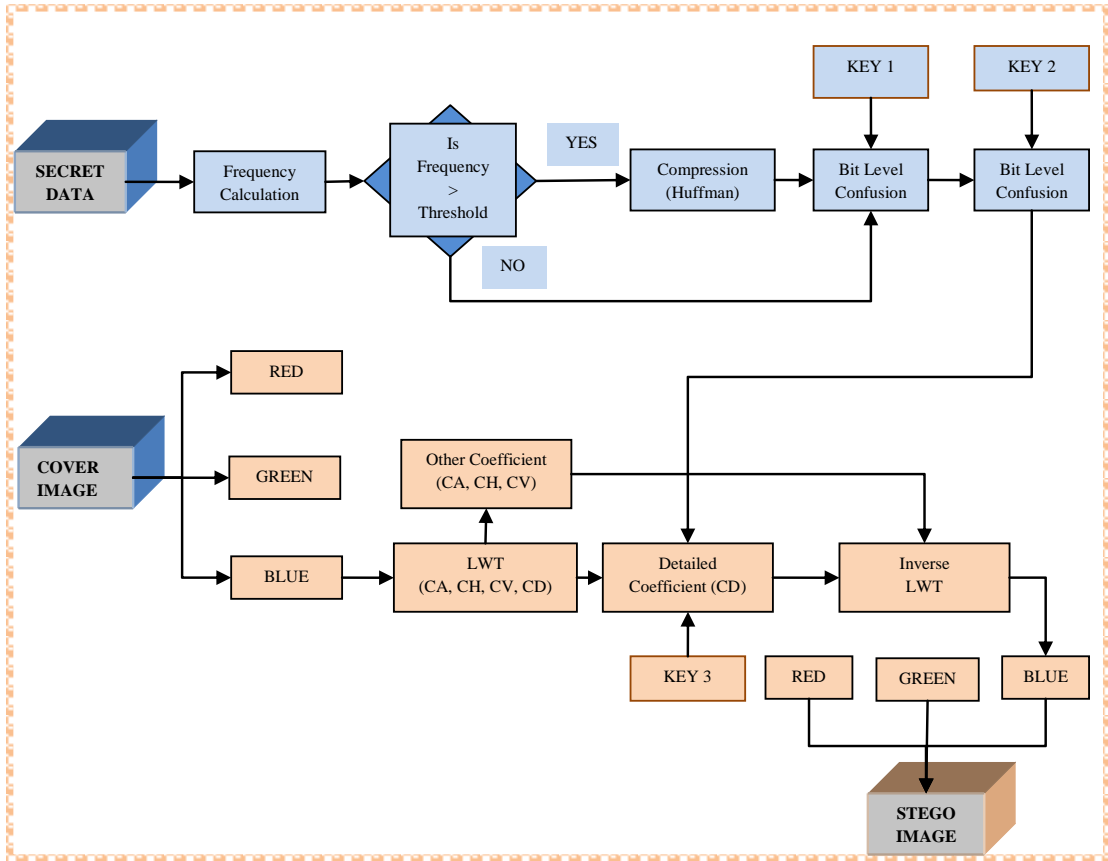 KEY 1
KEY 2
SECRET
DATA
Frequency
Calculation
Is
Frequency
>
Threshold
YES
Compression
(Huffman)
Bit Level
Confusion
Bit Level
Confusion
NO
RED
COVER
IMAGE
GREEN
Other Coefficient
(CA, CH, CV)
BLUE
LWT
(CA, CH, CV, CD)
Detailed
Coefficient (CD)
Inverse
LWT
KEY 3
RED
GREEN
BLUE
STEGO
IMAGE